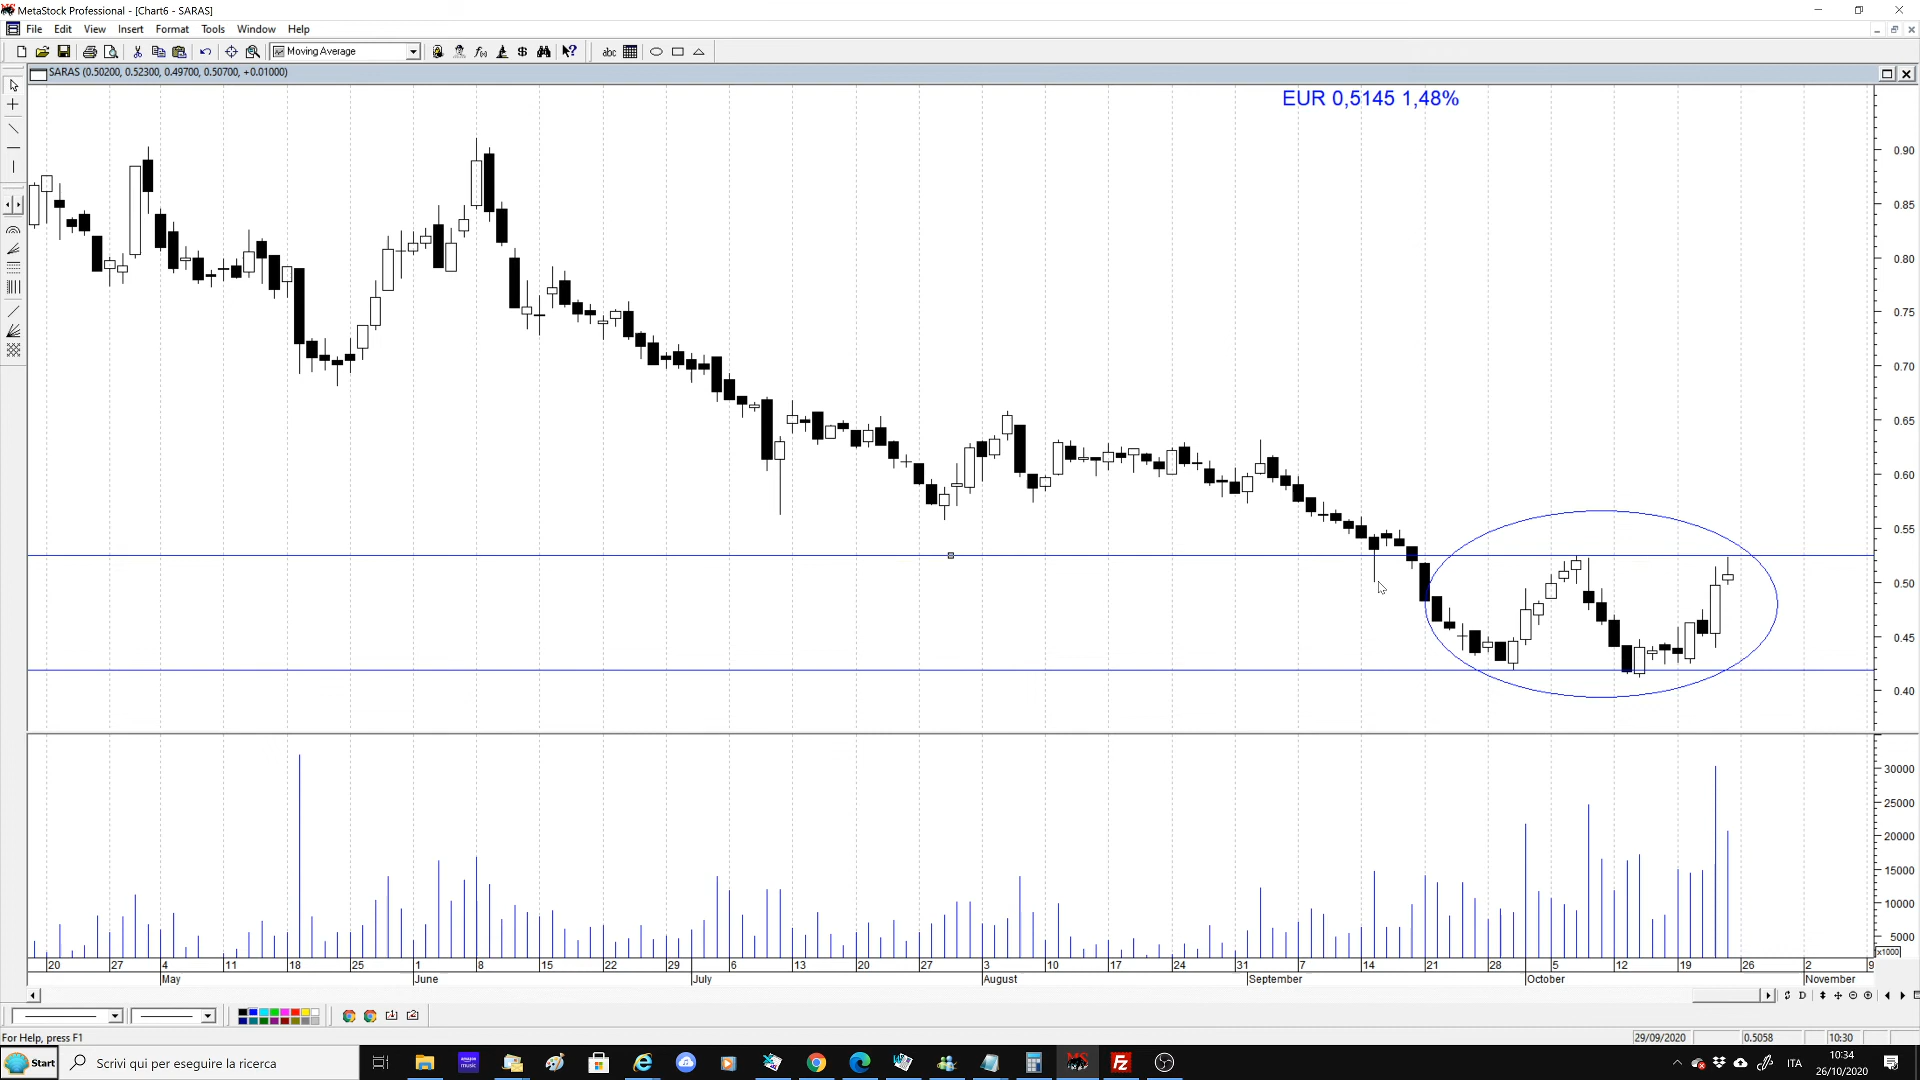 MetaStock Professional - [Chart6 - SARAS]
File Edit View Insert Format Tools Window Help
Moving Average
abc
SARAS (0.50200, 0.52300, 0.49700, 0.50700, +0.01000)
EUR 0,5145 1,48%
0.90
0.85
0.80
0.75
0.70
0.65
0.60
0.55
0.50
0.45
0.40
30000
25000
20000
15000
10000
5000
x1000
20 27 4 11 18 25 1 8 15 22 29 6 13 20 27 3 10 17 24 31 7 14 21 28 5 12 19 26 2 9
May June July August September October November
D
For Help, press F1
29/09/2020 0.5058 10:30
Start
Scrivi qui per eseguire la ricerca
amazon music
ITA
10:34
26/10/2020